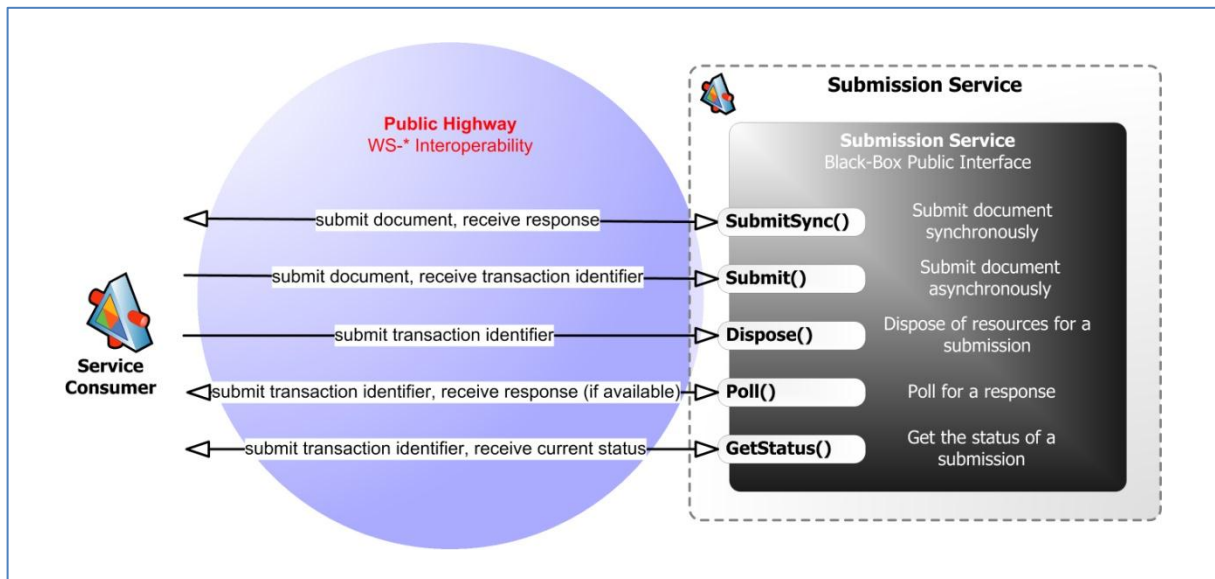 Submission Service
Public Highway
WS-* Interoperability
Submission Service
Black-Box Public Interface
submit document, receive response
SubmitSync()
Submit document
synchronously
submit document, receive transaction identifier
Submit()
Submit document
asynchronously
submit transaction identifier
Dispose()
Dispose of resources for a
submission
Service
Consumer
submit transaction identifier, receive response (if available)
Poll()
Poll for a response
submit transaction identifier, receive current status
GetStatus()
Get the status of a
submission